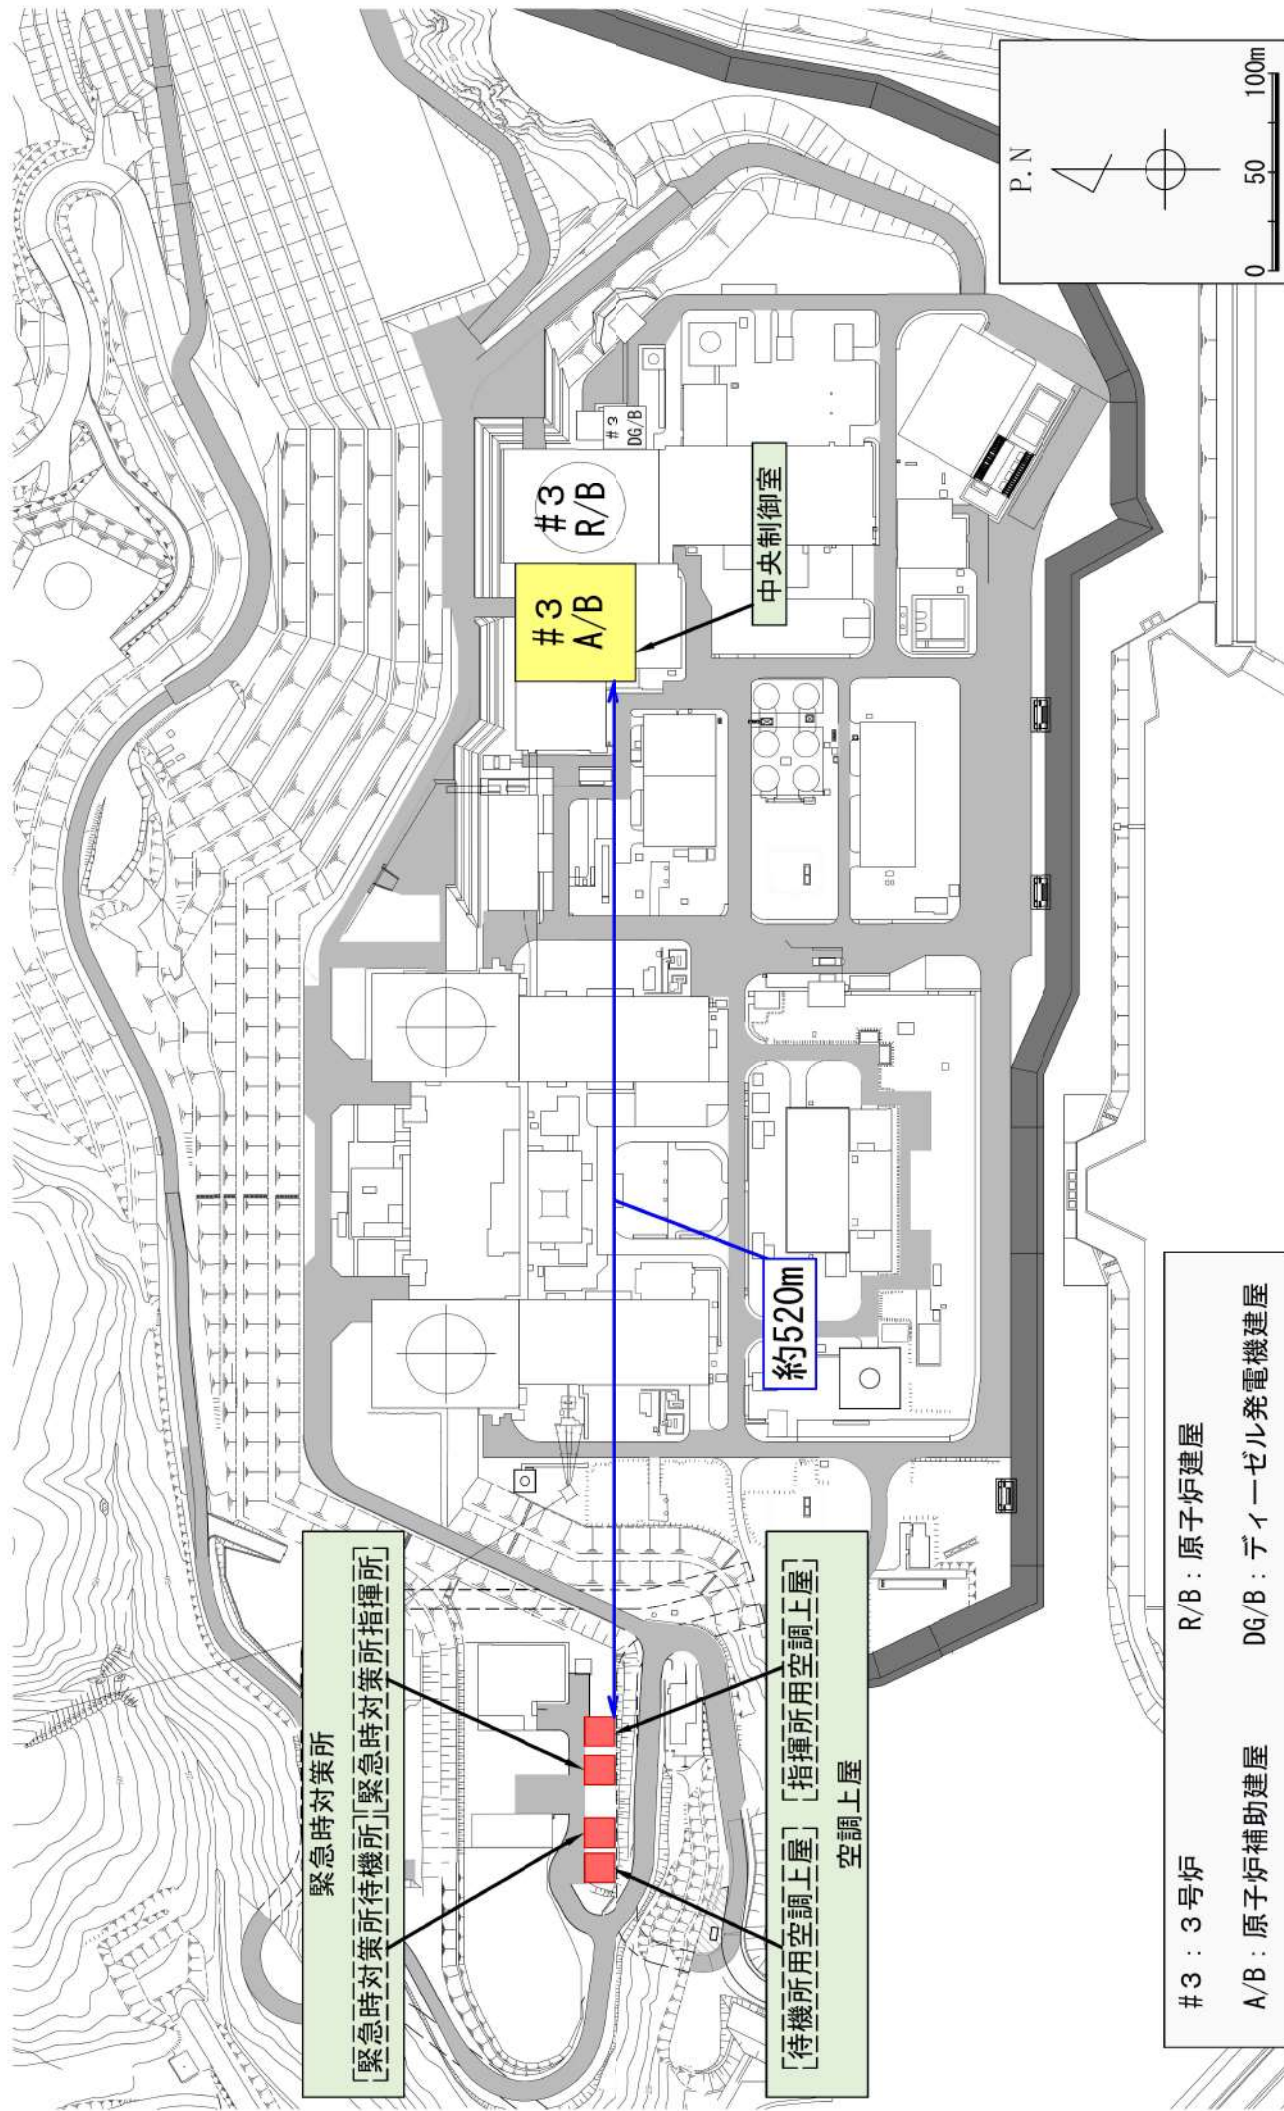 緊急時対策所
[緊急時対策所待機所] [緊急時対策所指揮所]
[待機所用空調上屋] [指揮所用空調上屋]
空調上屋
約520m
#3
A/B
#3
R/B
#3
DG/B
中央制御室
P.N
0 50 100m
#3 : 3号炉 R/B : 原子炉建屋
A/B : 原子炉補助建屋 DG/B : ディーゼル発電機建屋